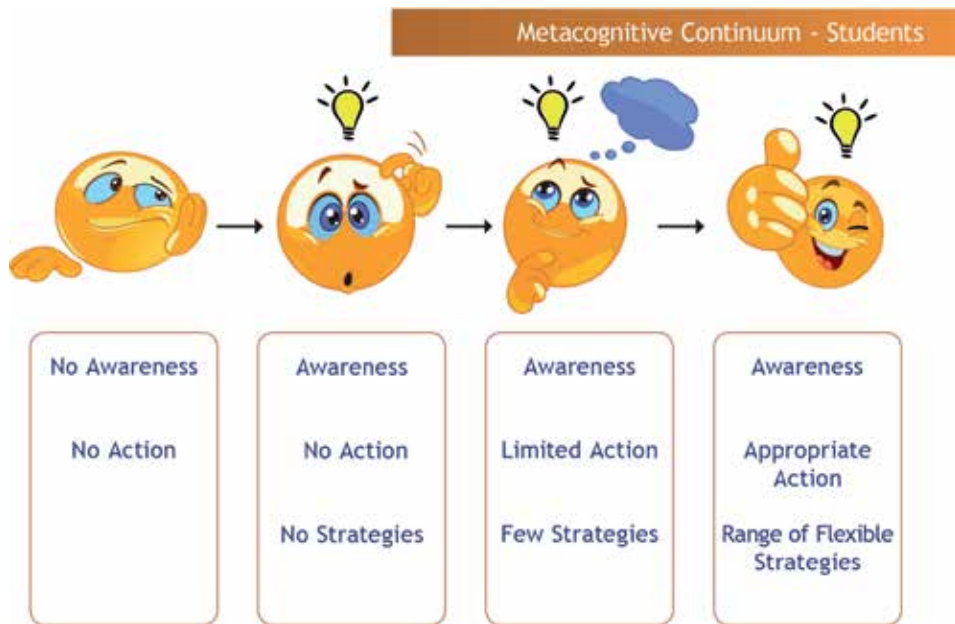 Metacognitive Continuum - Students
No Awareness
No Action
Awareness
No Action
No Strategies
Awareness
Limited Action
Few Strategies
Awareness
Appropriate
Action
Range of Flexible
Strategies